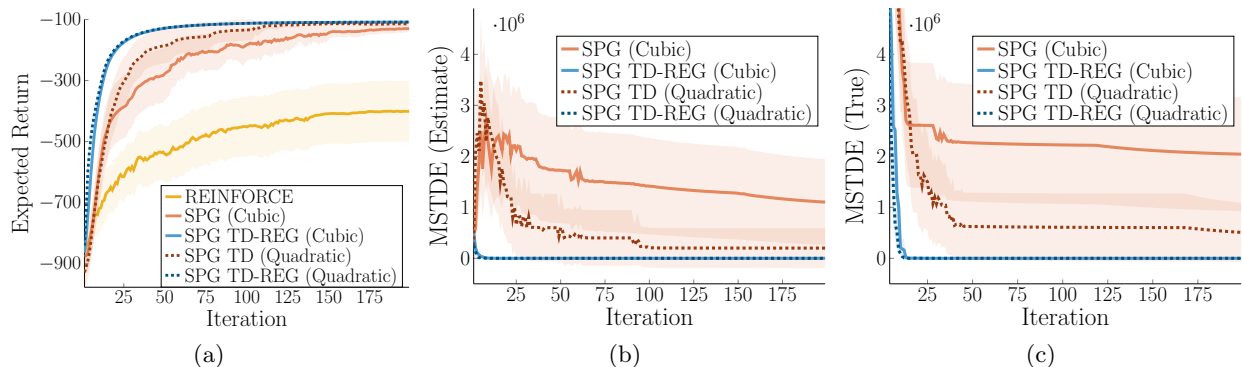 −100
−300
−500
−700
−900
Expected Return
REINFORCE
SPG (Cubic)
SPG TD-REG (Cubic)
SPG TD (Quadratic)
SPG TD-REG (Quadratic)
25 50 75 100 125 150 175
Iteration
(a)
·10⁶
4
3
2
1
0
MSTDE (Estimate)
SPG (Cubic)
SPG TD-REG (Cubic)
SPG TD (Quadratic)
SPG TD-REG (Quadratic)
25 50 75 100 125 150 175
Iteration
(b)
·10⁶
4
3
2
1
0
MSTDE (True)
SPG (Cubic)
SPG TD-REG (Cubic)
SPG TD (Quadratic)
SPG TD-REG (Quadratic)
25 50 75 100 125 150 175
Iteration
(c)